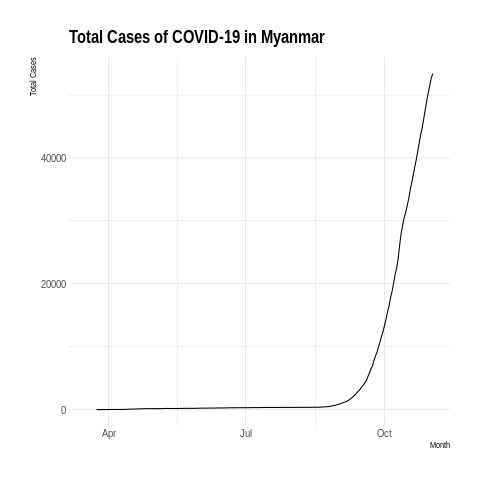 Total Cases of COVID-19 in Myanmar
Total Cases
40000
20000
0
Apr Jul Oct
Month